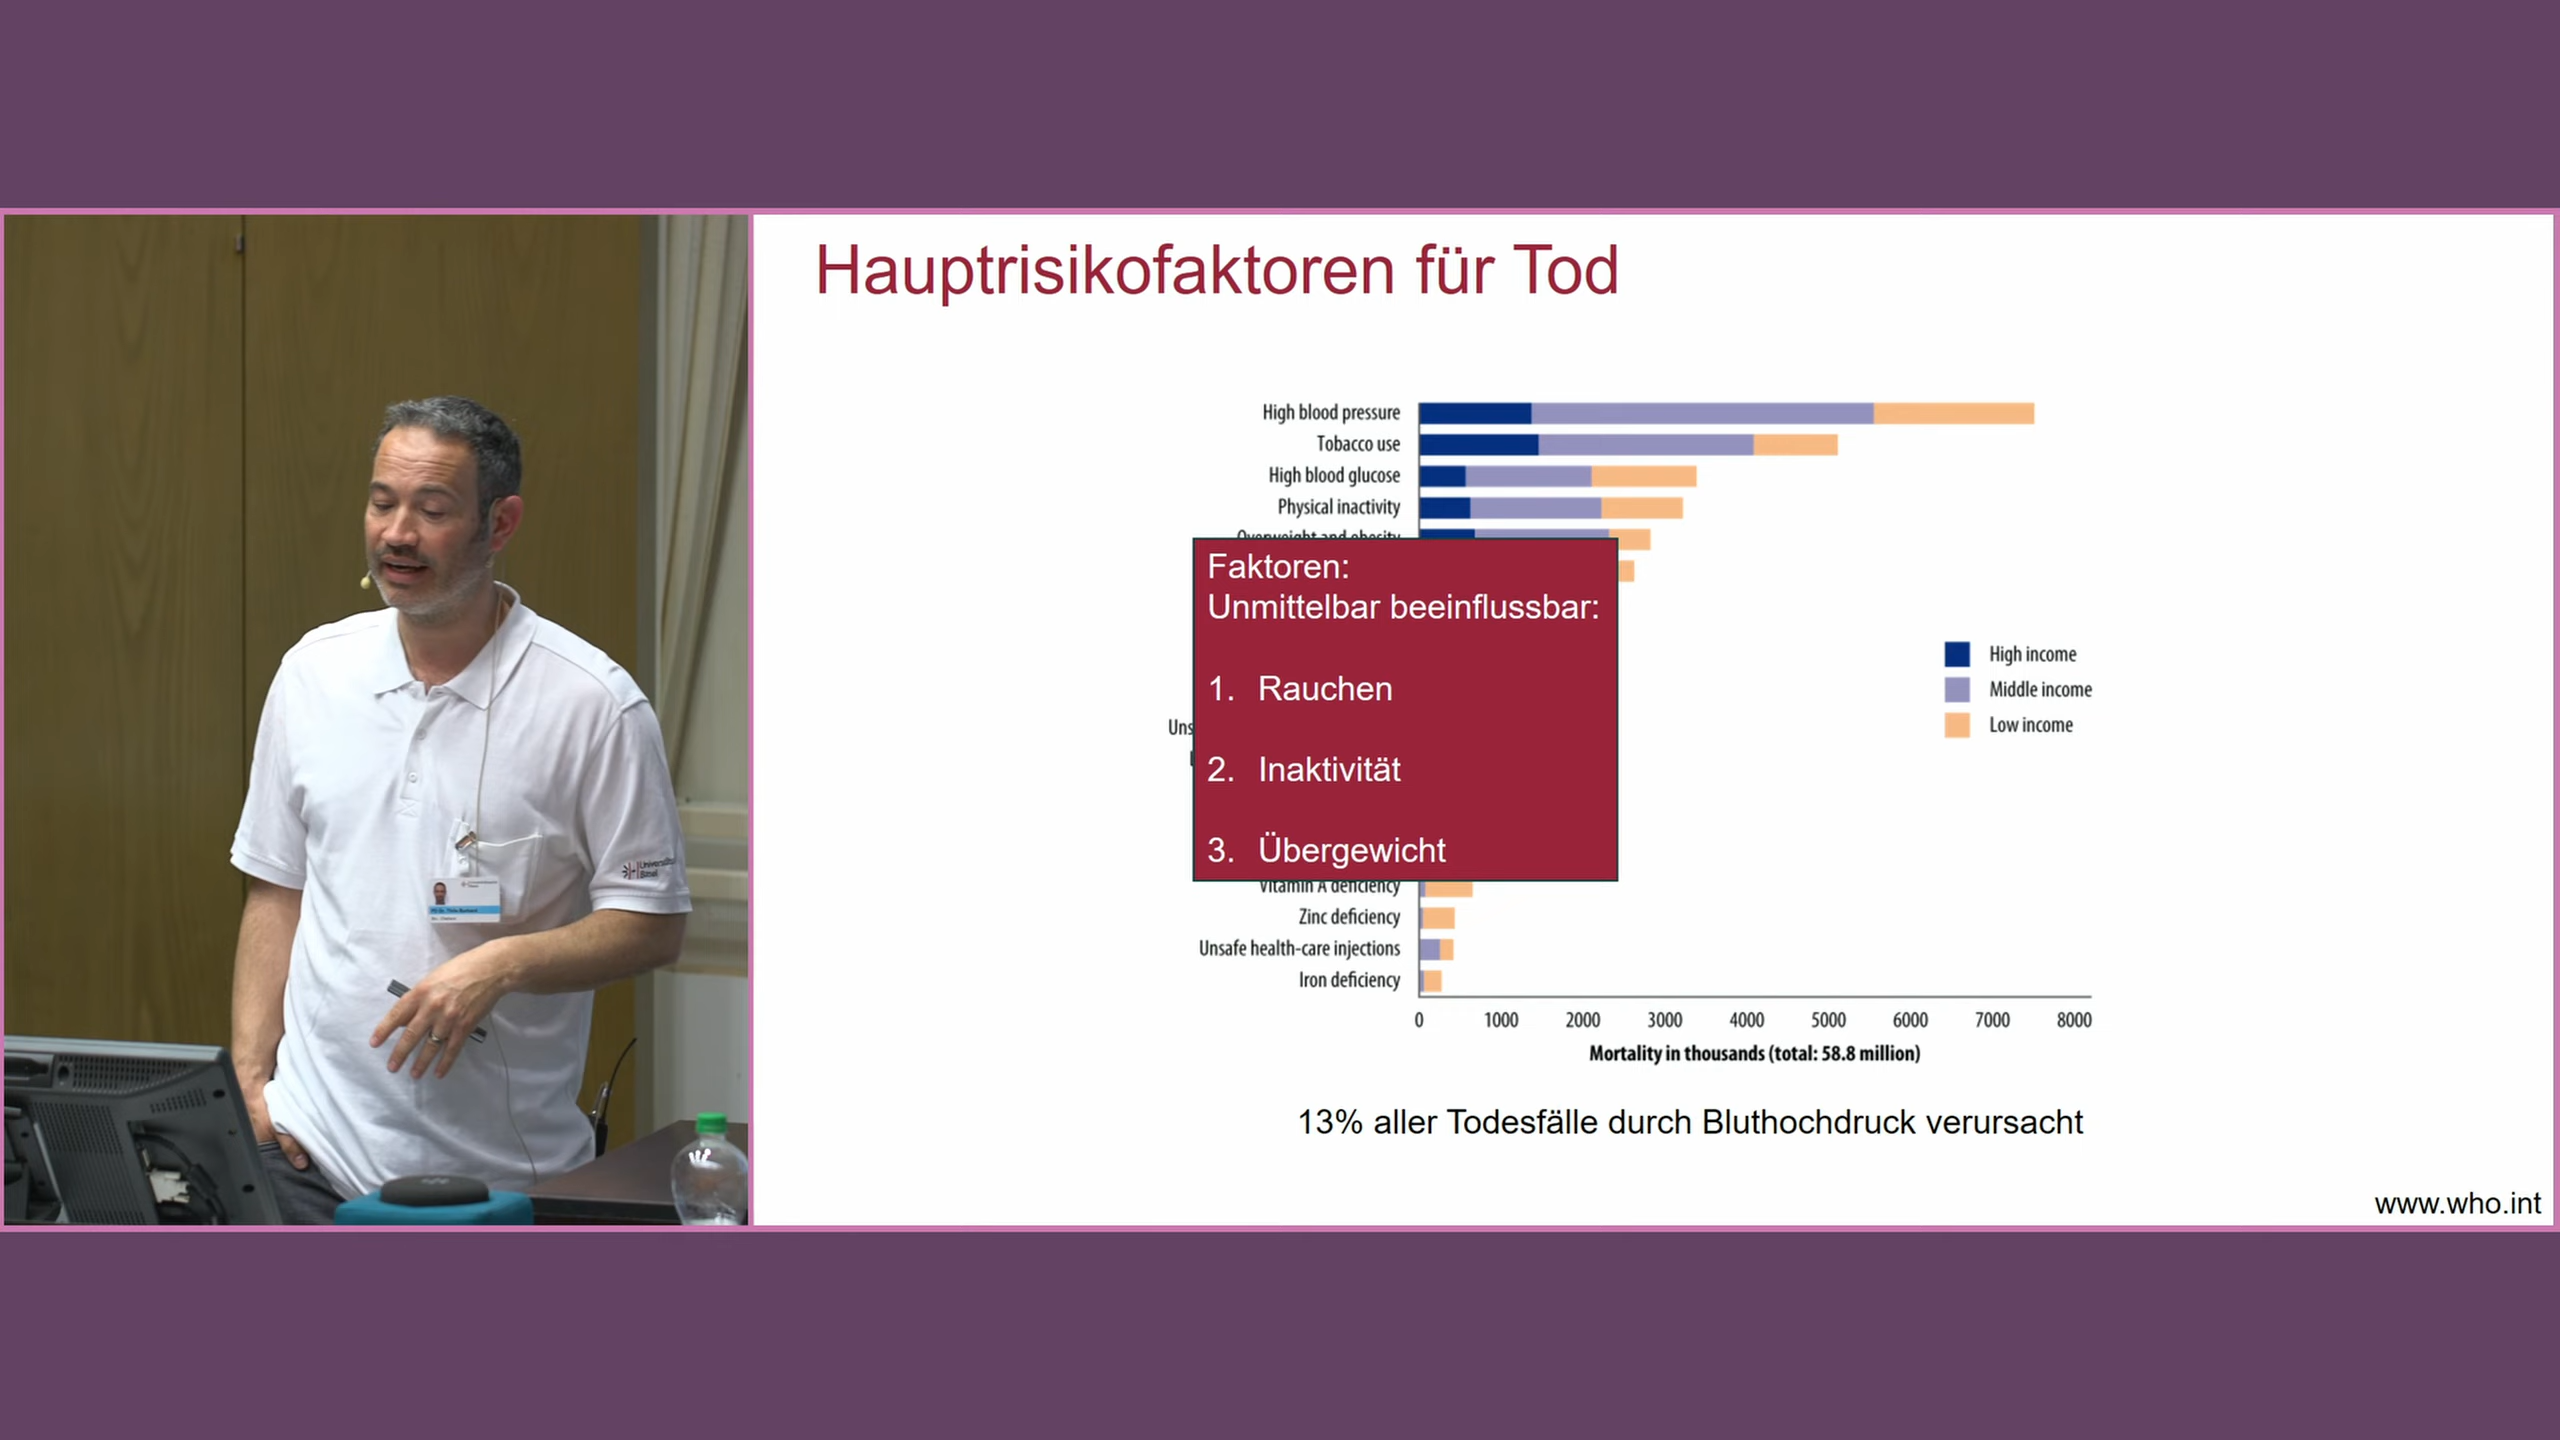 Hauptrisikofaktoren für Tod
High blood pressure
Tobacco use
High blood glucose
Physical inactivity
Overweight and obesity
Faktoren:
Unmittelbar beeinflussbar:
1. Rauchen
2. Inaktivität
3. Übergewicht
Uns
High income
Middle income
Low income
Vitamin A deficiency
Zinc deficiency
Unsafe health-care injections
Iron deficiency
0 1000 2000 3000 4000 5000 6000 7000 8000
Mortality in thousands (total: 58.8 million)
13% aller Todesfälle durch Bluthochdruck verursacht
www.who.int
Basel